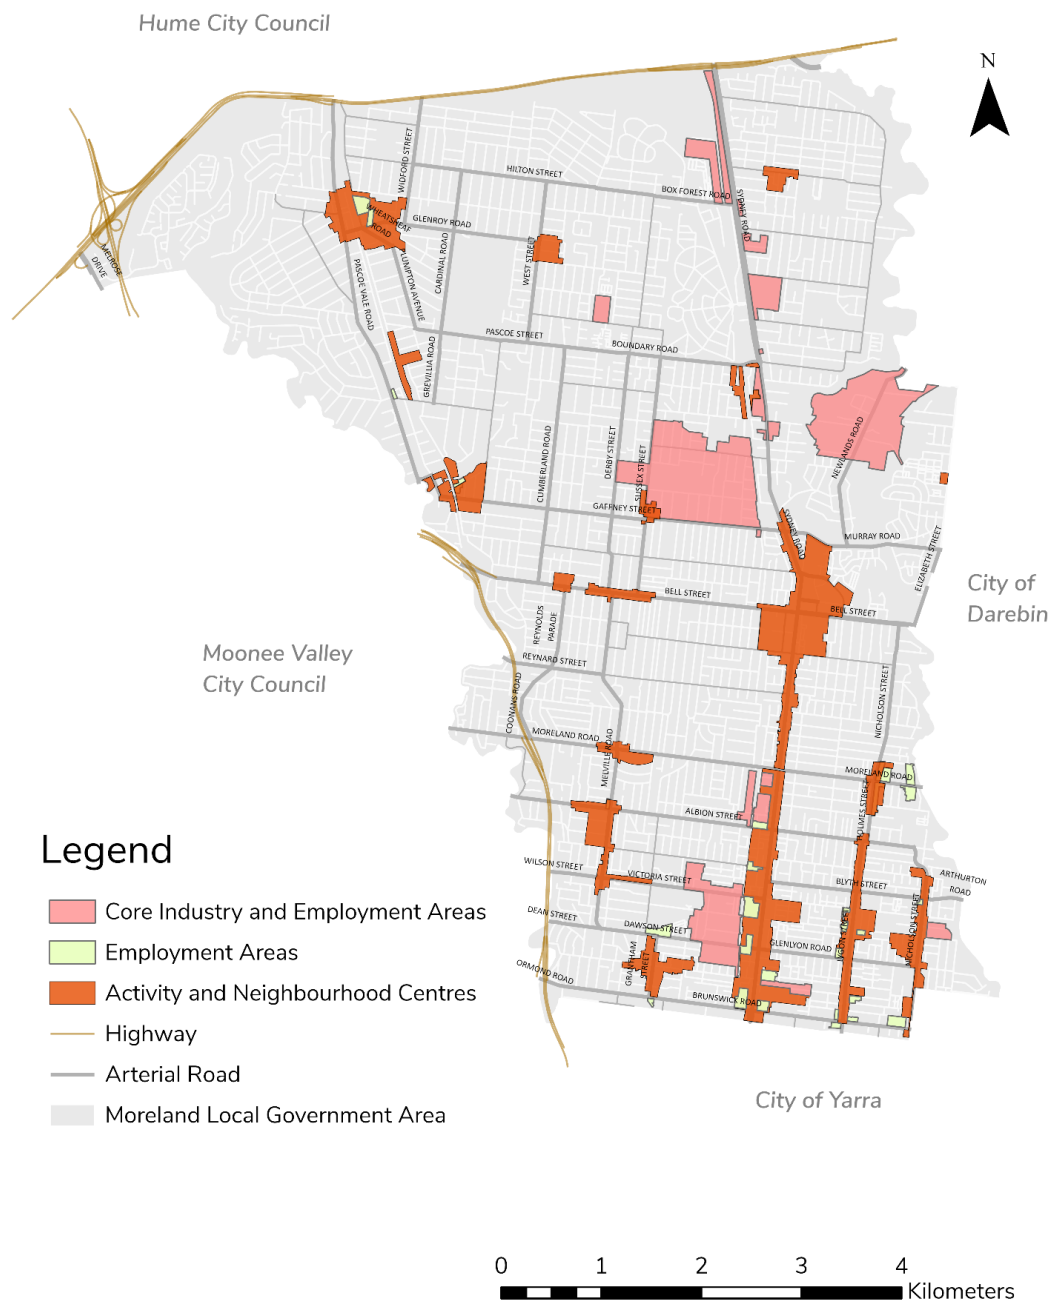 Hume City Council
N
WIDFORD STREET
HILTON STREET
BOX FOREST ROAD
SYDNEY ROAD
WHEATSHEAF
ROAD
GLENROY ROAD
MELROSE
DRIVE
PASCOE VALE ROAD
PLUMPTON AVENUE
CARDINAL ROAD
WEST STREET
PASCOE STREET
BOUNDARY ROAD
GREVILLIA ROAD
CUMBERLAND ROAD
DERBY STREET
SUSSEX STREET
NEWLANDS ROAD
GAFFNEY STREET
SYDNEY ROAD
MURRAY ROAD
ELIZABETH STREET
City of
Darebin
BELL STREET
BELL STREET
REYNOLDS
PARADE
Moonee Valley
City Council
REYNARD STREET
COONANS ROAD
NICHOLSON STREET
MORELAND ROAD
MELVILLE ROAD
MORELAND ROAD
HOLMES STREET
ALBION STREET
WILSON STREET
VICTORIA STREET
BLYTH STREET
ARTHURTON
ROAD
DEAN STREET
DAWSON STREET
LYGON STREET
NICHOLSON STREET
GLENLYON ROAD
GRANTHAM
STREET
ORMOND ROAD
BRUNSWICK ROAD
City of Yarra
Legend
Core Industry and Employment Areas
Employment Areas
Activity and Neighbourhood Centres
Highway
Arterial Road
Moreland Local Government Area
0 1 2 3 4
Kilometers